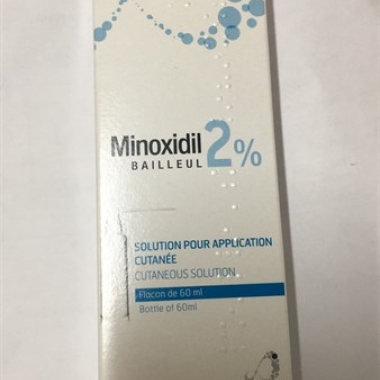 Minoxidil 2%
BAILLEUL
SOLUTION POUR APPLICATION
CUTANÉE
CUTANEOUS SOLUTION
Flacon de 60 ml
Bottle of 60ml